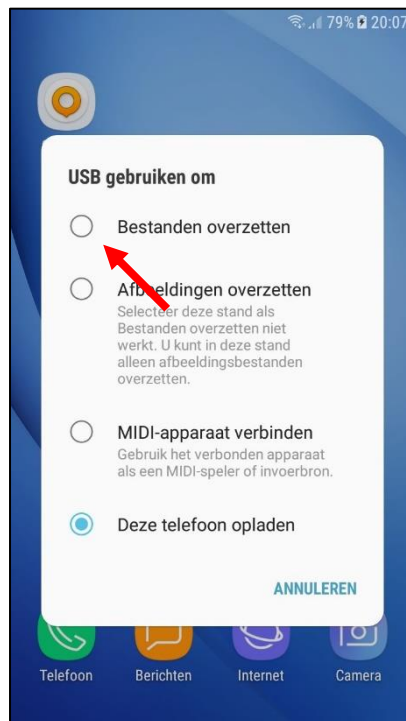 79% 20:07
USB gebruiken om
Bestanden overzetten
Afbeeldingen overzetten
Selecteer deze stand als
Bestanden overzetten niet
werkt. U kunt in deze stand
alleen afbeeldingsbestanden
overzetten.
MIDI-apparaat verbinden
Gebruik het verbonden apparaat
als een MIDI-speler of invoerbron.
Deze telefoon opladen
ANNULEREN
Telefoon Berichten Internet Camera